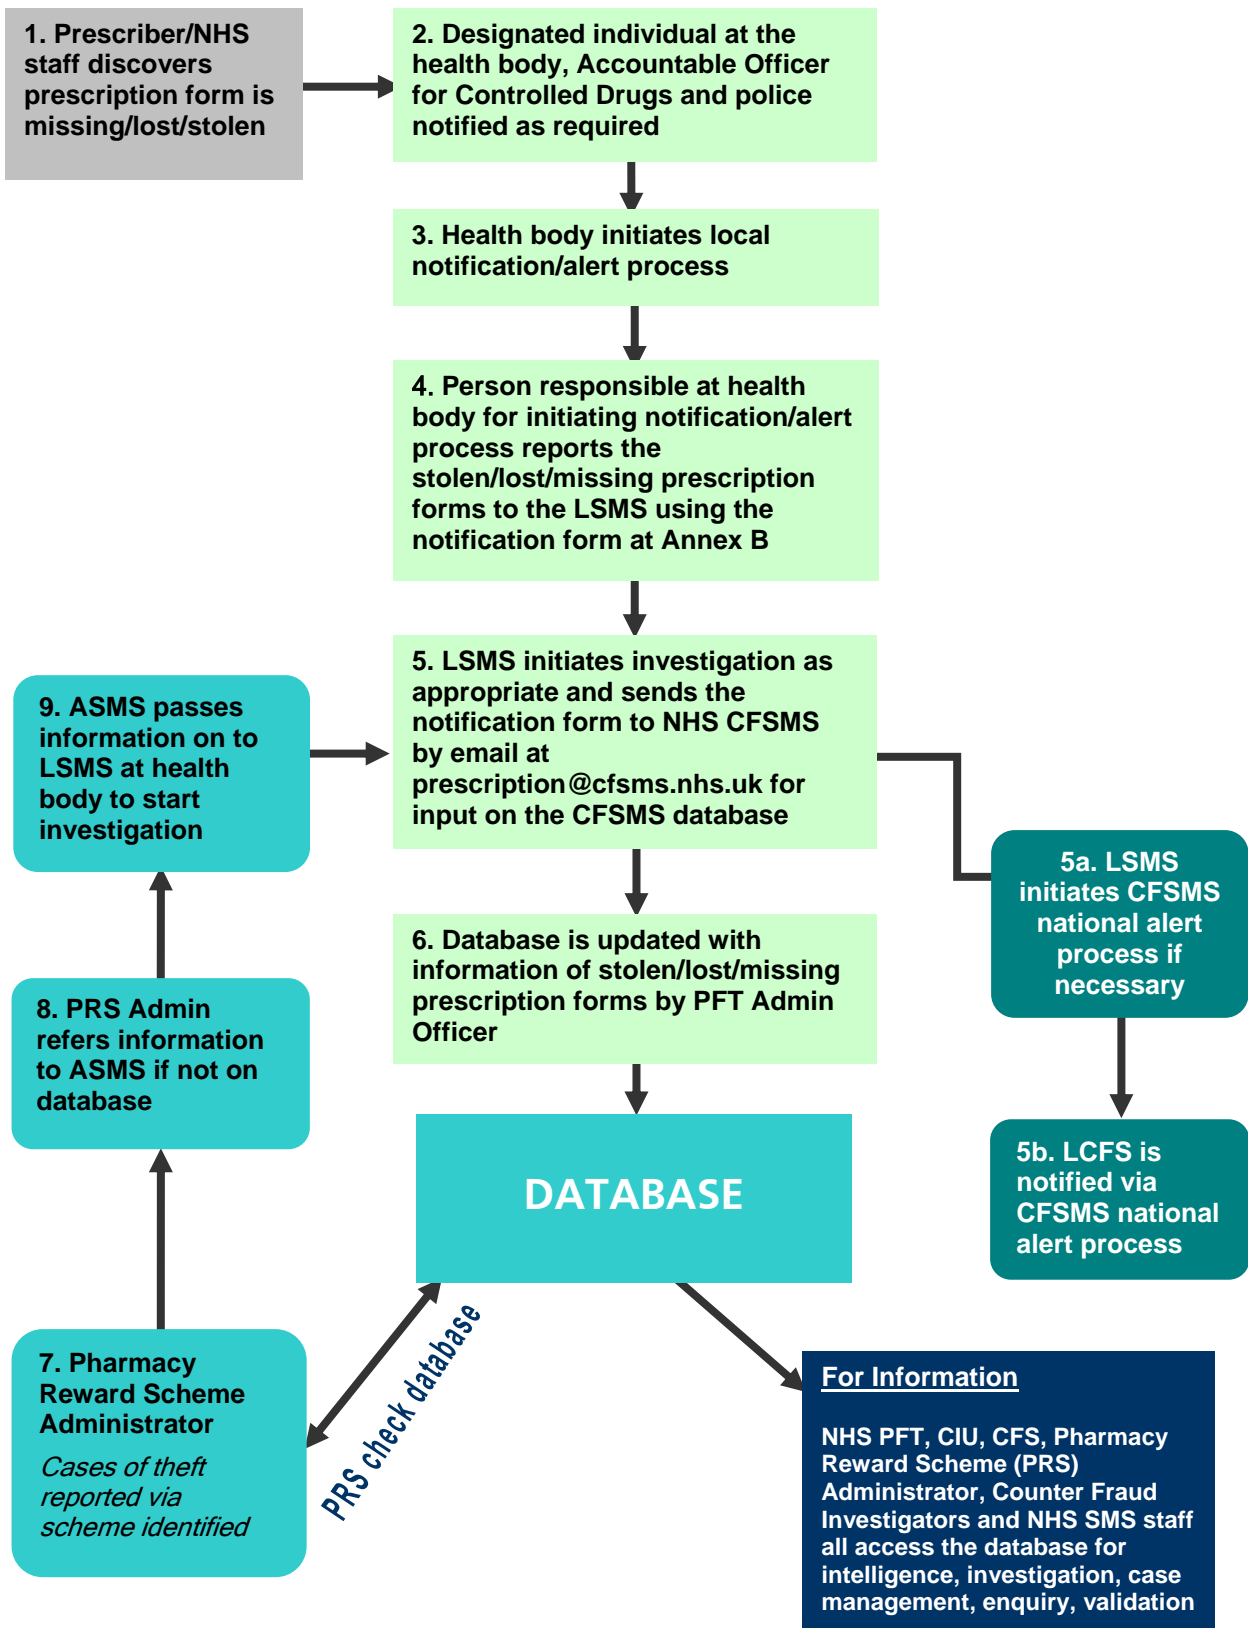 1. Prescriber/NHS
staff discovers
prescription form is
missing/lost/stolen
2. Designated individual at the
health body, Accountable Officer
for Controlled Drugs and police
notified as required
3. Health body initiates local
notification/alert process
4. Person responsible at health
body for initiating notification/alert
process reports the
stolen/lost/missing prescription
forms to the LSMS using the
notification form at Annex B
5. LSMS initiates investigation as
appropriate and sends the
notification form to NHS CFSMS
by email at
prescription@cfsms.nhs.uk for
input on the CFSMS database
9. ASMS passes
information on to
LSMS at health
body to start
investigation
5a. LSMS
initiates CFSMS
national alert
process if
necessary
6. Database is updated with
information of stolen/lost/missing
prescription forms by PFT Admin
Officer
8. PRS Admin
refers information
to ASMS if not on
database
5b. LCFS is
notified via
CFSMS national
alert process
DATABASE
7. Pharmacy
Reward Scheme
Administrator
Cases of theft
reported via
scheme identified
PRS check database
For Information
NHS PFT, CIU, CFS, Pharmacy
Reward Scheme (PRS)
Administrator, Counter Fraud
Investigators and NHS SMS staff
all access the database for
intelligence, investigation, case
management, enquiry, validation